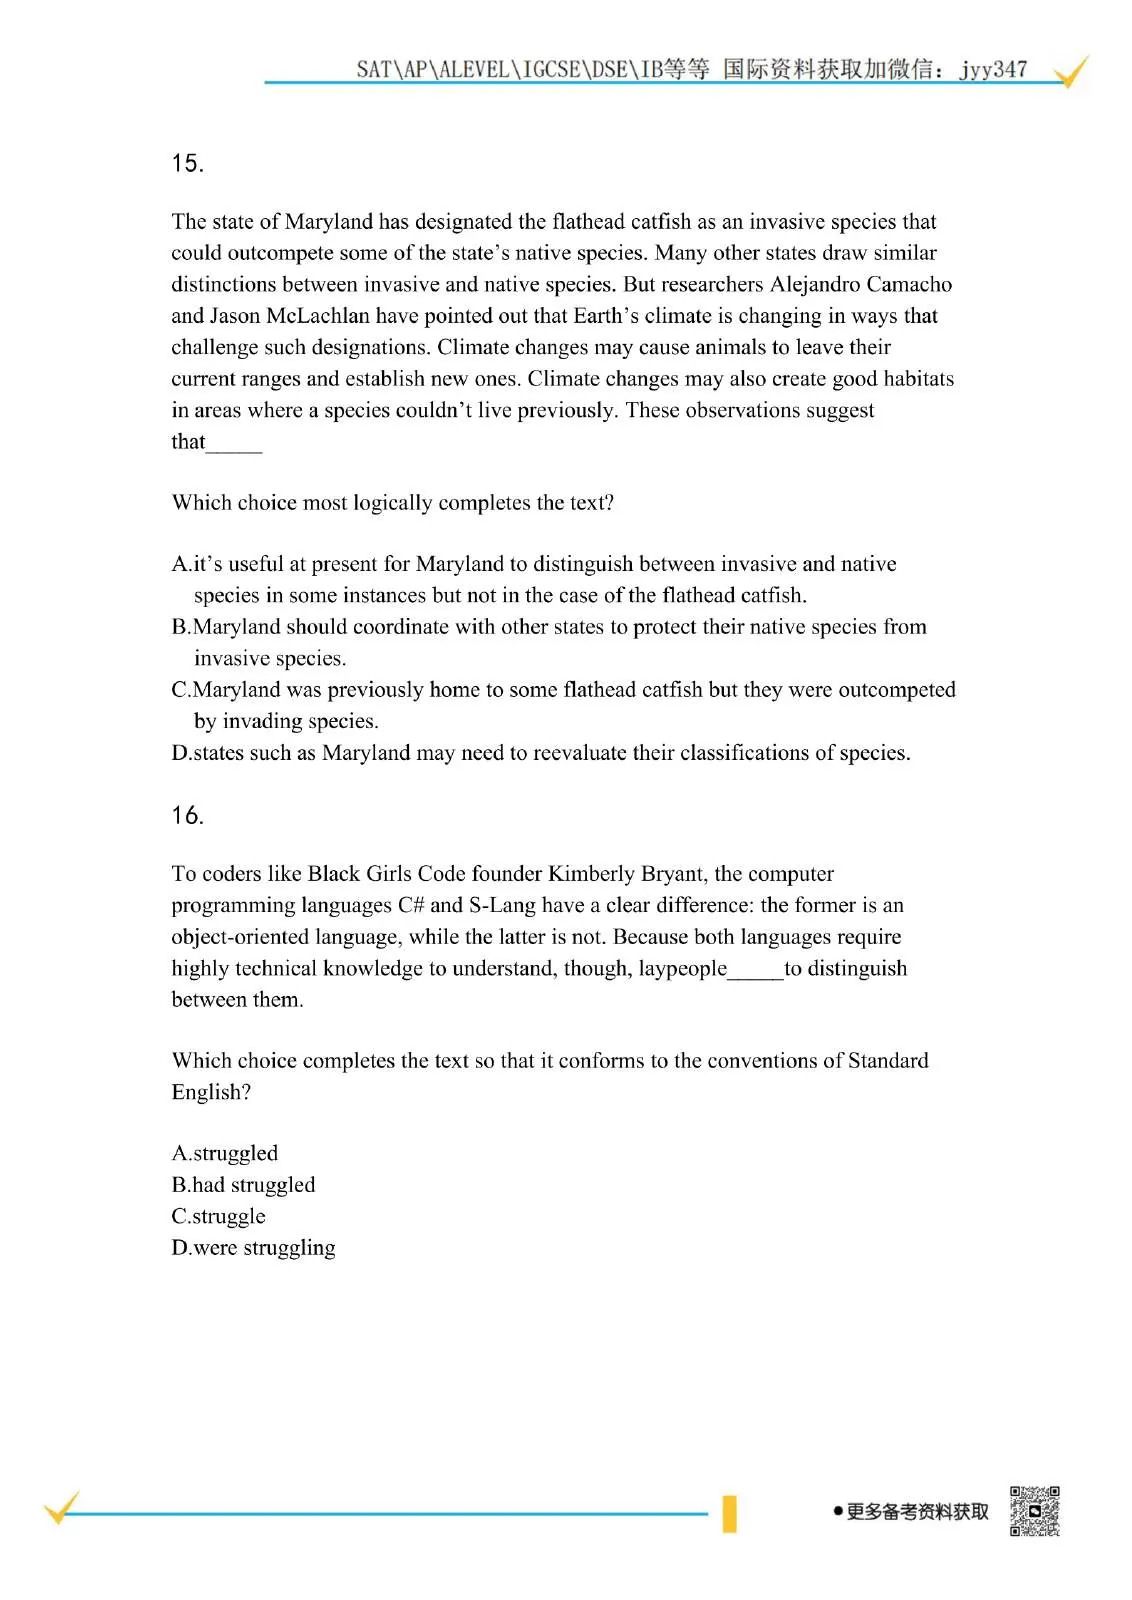 SAT\AP\ALEVEL\IGCSE\DSE\IB等等 国际资料获取加微信：jyy347
15.
The state of Maryland has designated the flathead catfish as an invasive species that
could outcompete some of the state’s native species. Many other states draw similar
distinctions between invasive and native species. But researchers Alejandro Camacho
and Jason McLachlan have pointed out that Earth’s climate is changing in ways that
challenge such designations. Climate changes may cause animals to leave their
current ranges and establish new ones. Climate changes may also create good habitats
in areas where a species couldn’t live previously. These observations suggest
that_____
Which choice most logically completes the text?
A.it’s useful at present for Maryland to distinguish between invasive and native
species in some instances but not in the case of the flathead catfish.
B.Maryland should coordinate with other states to protect their native species from
invasive species.
C.Maryland was previously home to some flathead catfish but they were outcompeted
by invading species.
D.states such as Maryland may need to reevaluate their classifications of species.
16.
To coders like Black Girls Code founder Kimberly Bryant, the computer
programming languages C# and S-Lang have a clear difference: the former is an
object-oriented language, while the latter is not. Because both languages require
highly technical knowledge to understand, though, laypeople_____to distinguish
between them.
Which choice completes the text so that it conforms to the conventions of Standard
English?
A.struggled
B.had struggled
C.struggle
D.were struggling
●更多备考资料获取